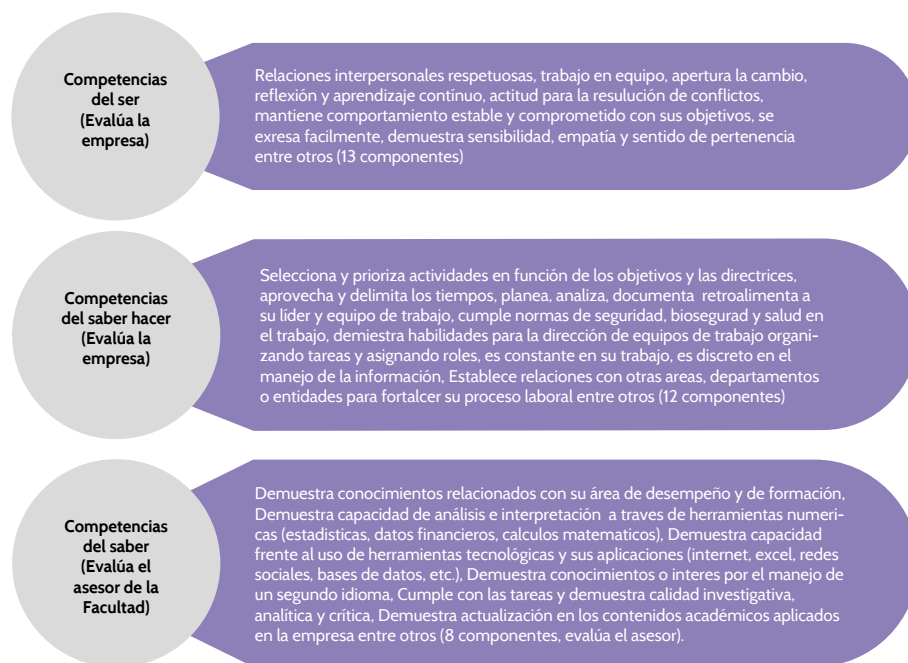 Competencias
del ser
(Evalúa la
empresa)
Relaciones interpersonales respetuosas, trabajo en equipo, apertura la cambio,
reflexión y aprendizaje contínuo, actitud para la resulución de conflictos,
mantiene comportamiento estable y comprometido con sus objetivos, se
exresa facilmente, demuestra sensibilidad, empatía y sentido de pertenencia
entre otros (13 componentes)
Competencias
del saber hacer
(Evalúa la
empresa)
Selecciona y prioriza actividades en función de los objetivos y las directrices,
aprovecha y delimita los tiempos, planea, analiza, documenta retroalimenta a
su líder y equipo de trabajo, cumple normas de seguridad, biosegurad y salud en
el trabajo, demiestra habilidades para la dirección de equipos de trabajo organi-
zando tareas y asignando roles, es constante en su trabajo, es discreto en el
manejo de la información, Establece relaciones con otras areas, departamentos
o entidades para fortalcer su proceso laboral entre otros (12 componentes)
Competencias
del saber
(Evalúa el
asesor de la
Facultad)
Demuestra conocimientos relacionados con su área de desempeño y de formación,
Demuestra capacidad de análisis e interpretación a traves de herramientas numeri-
cas (estadisticas, datos financieros, calculos matematicos), Demuestra capacidad
frente al uso de herramientas tecnológicas y sus aplicaciones (internet, excel, redes
sociales, bases de datos, etc.), Demuestra conocimientos o interes por el manejo de
un segundo idioma, Cumple con las tareas y demuestra calidad investigativa,
analítica y crítica, Demuestra actualización en los contenidos académicos aplicados
en la empresa entre otros (8 componentes, evalúa el asesor).